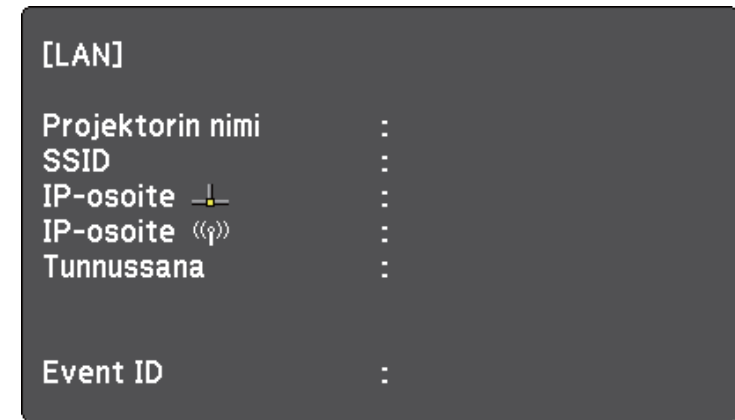 [LAN]
Projektorin nimi :
SSID :
IP-osoite :
IP-osoite :
Tunnussana :
Event ID :